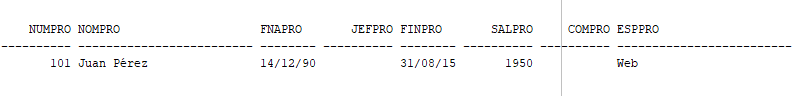 NUMPRO NOMPRO FNAPRO JEFPRO FINPRO SALPRO COMPRO ESPPRO
---------- ------------------------- -------- ---------- -------- ---------- ---------- -------------------------
101 Juan Pérez 14/12/90 31/08/15 1950 Web